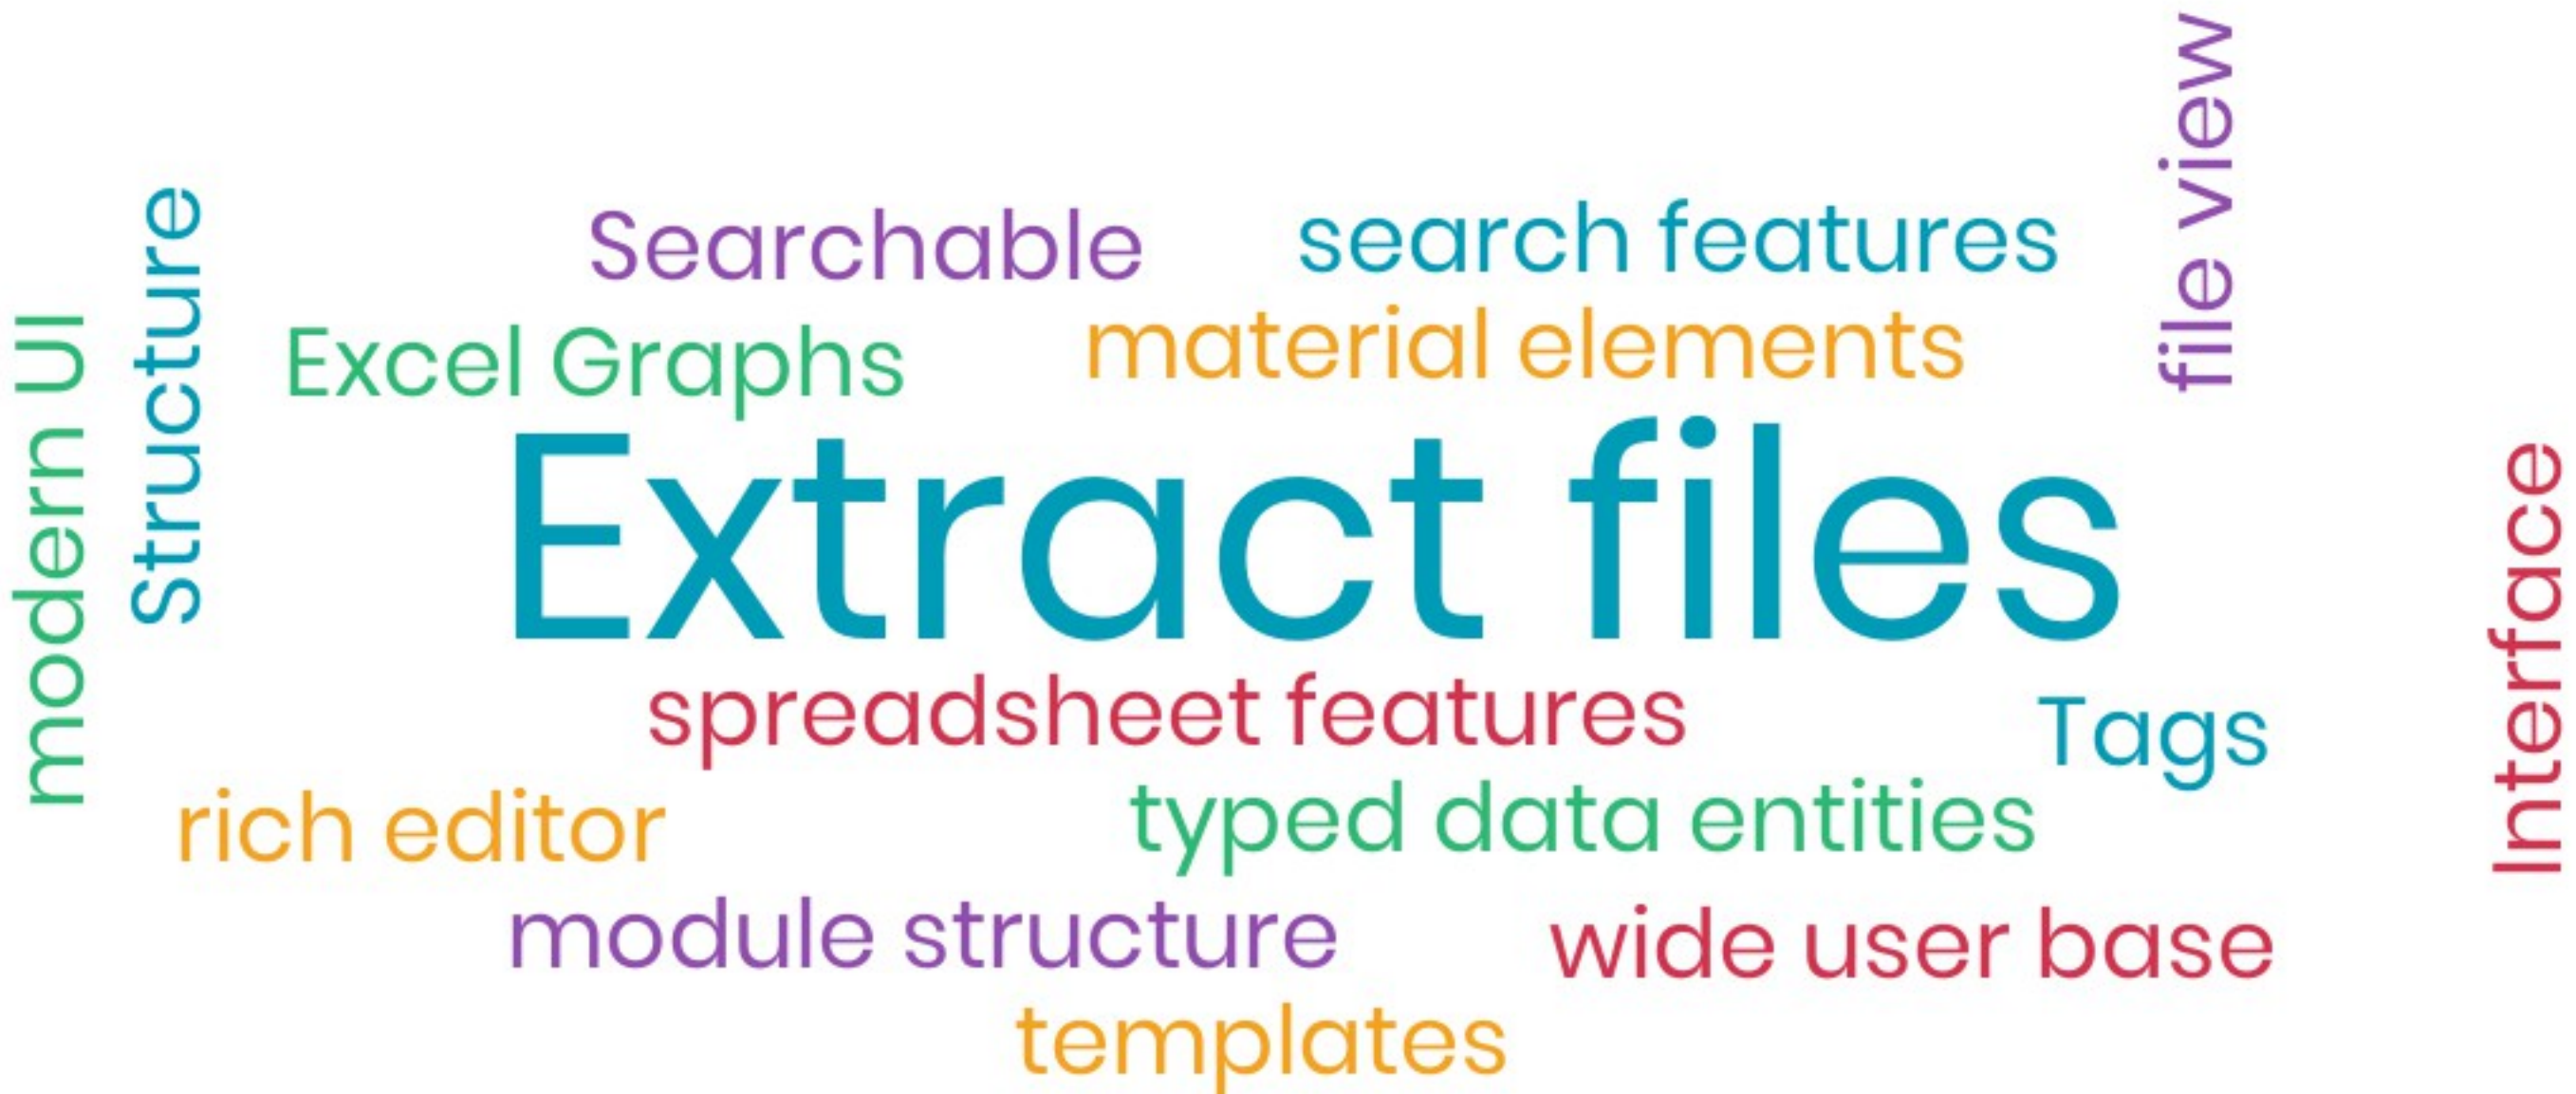 file view
Searchable
search features
Structure
modern UI
Excel Graphs
material elements
Extract files
Interface
spreadsheet features
Tags
rich editor
typed data entities
module structure
wide user base
templates